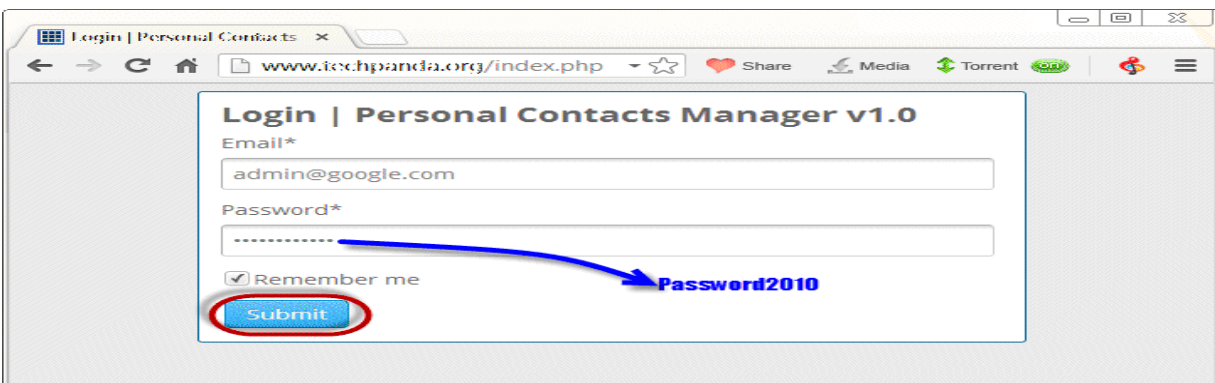 Login | Personal Contacts
www.techpanda.org/index.php Share Media Torrent
Login | Personal Contacts Manager v1.0
Email*
admin@google.com
Password*
••••••••••••
Password2010
Remember me
Submit